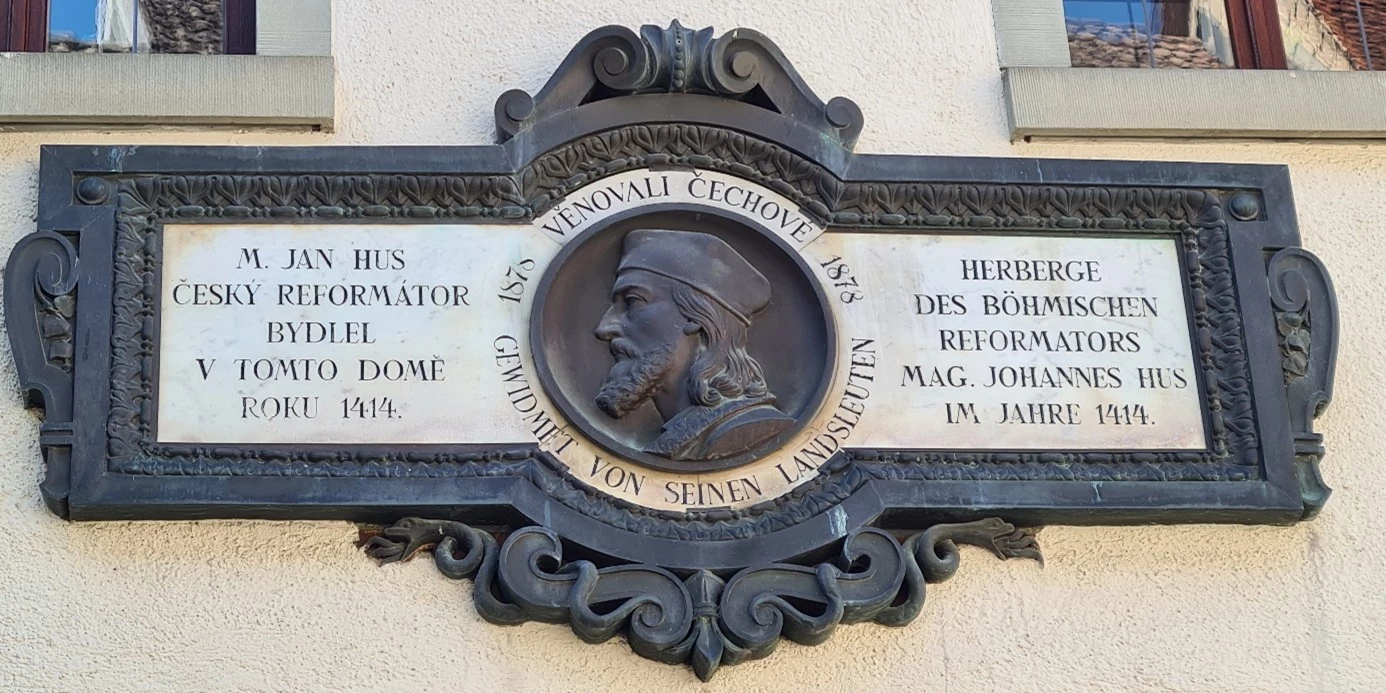 M. JAN HUS
ČESKÝ REFORMÁTOR
BYDLEL
V TOMTO DOMĚ
ROKU 1414.
VĚNOVALI ČECHOVÉ
1878
1878
GEWIDMET VON SEINEN LANDSLEUTEN
HERBERGE
DES BÖHMISCHEN
REFORMATORS
MAG. JOHANNES HUS
IM JAHRE 1414.